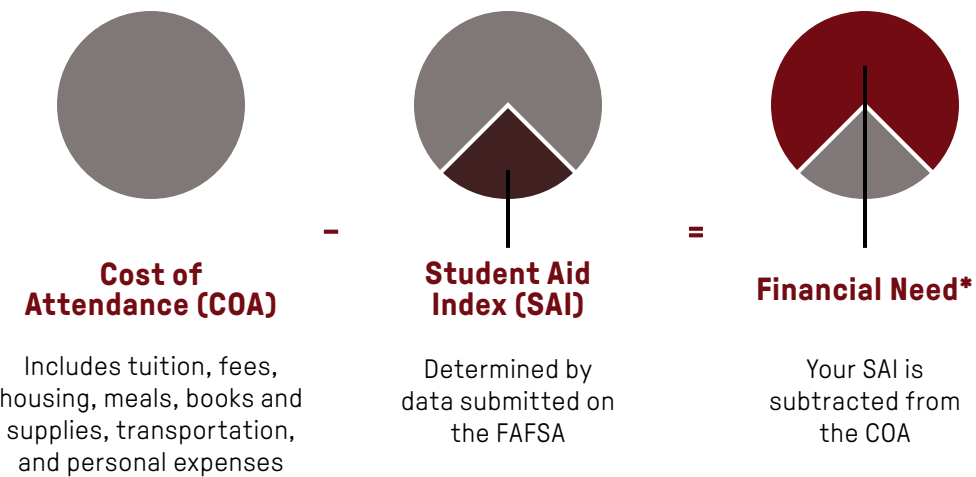 –
=
Cost of
Attendance (COA)
Student Aid
Index (SAI)
Financial Need*
Includes tuition, fees,
housing, meals, books and
supplies, transportation,
and personal expenses
Determined by
data submitted on
the FAFSA
Your SAI is
subtracted from
the COA